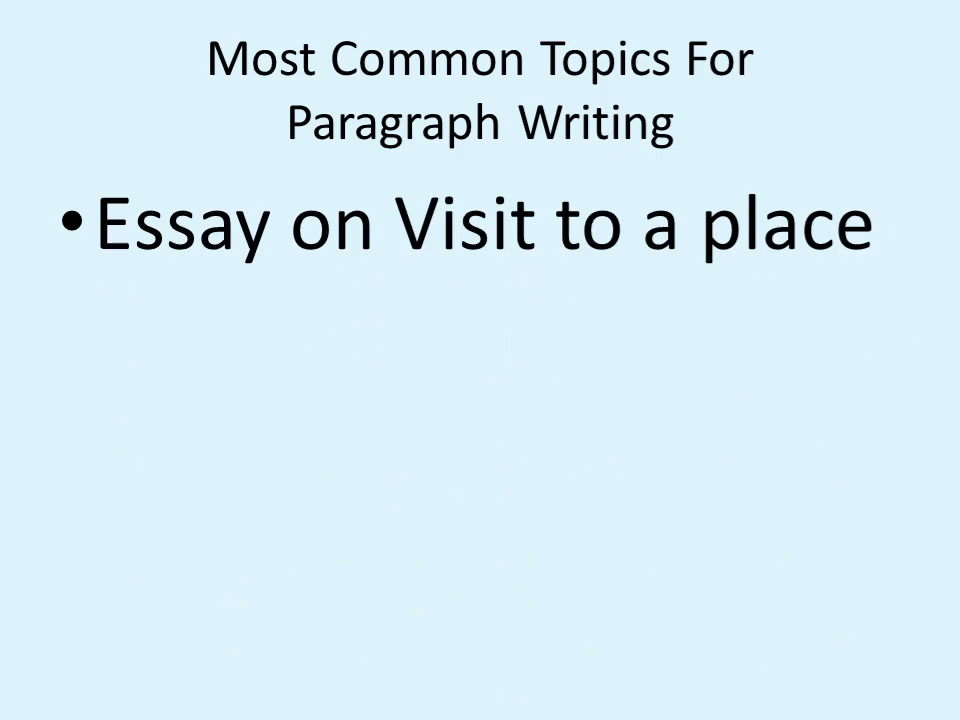 Most Common Topics For
Paragraph Writing
• Essay on Visit to a place